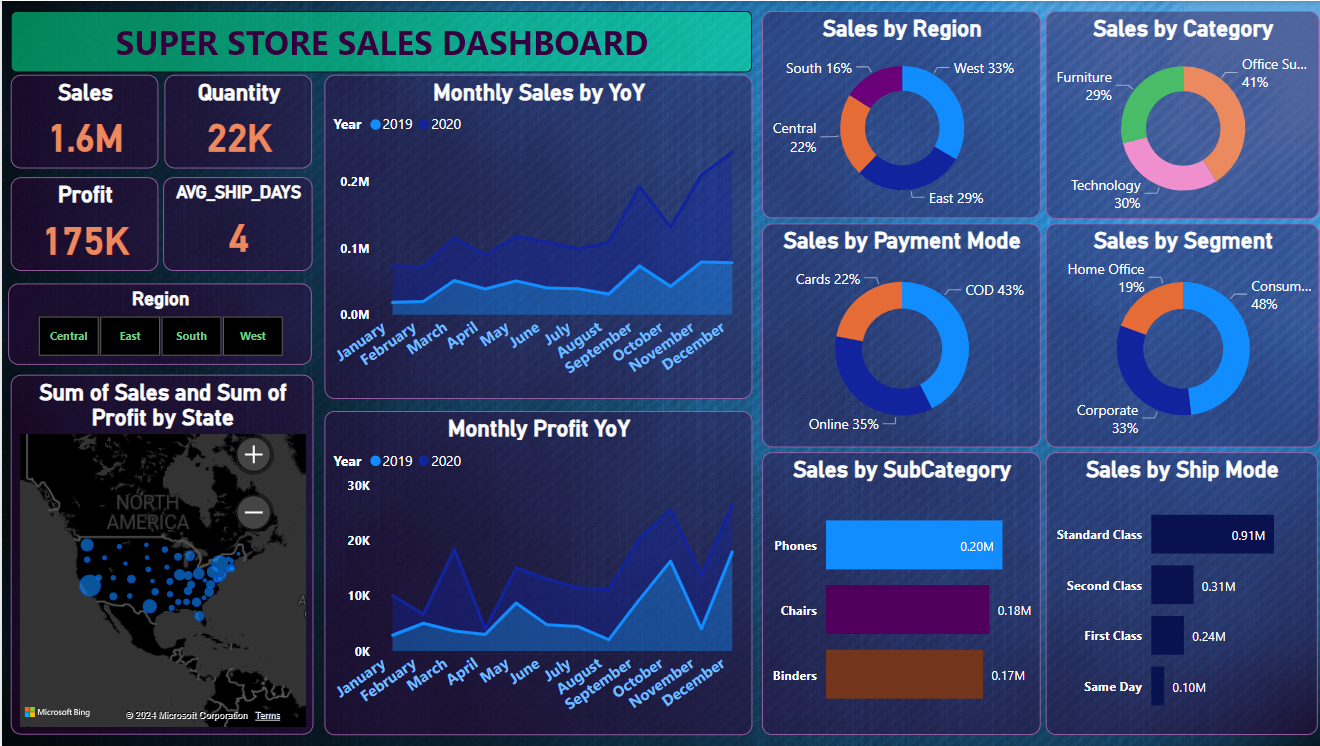 SUPER STORE SALES DASHBOARD
Sales
1.6M
Quantity
22K
Profit
175K
AVG_SHIP_DAYS
4
Region
Central East South West
Sum of Sales and Sum of
Profit by State
NORTH
AMERICA
+
−
A
Microsoft Bing
© 2024 Microsoft Corporation Terms
Monthly Sales by YoY
Year 2019 2020
0.2M
0.1M
0.0M
January
February
March
April
May
June
July
August
September
October
November
December
Monthly Profit YoY
Year 2019 2020
30K
20K
10K
0K
January
February
March
April
May
June
July
August
September
October
November
December
Sales by Region
South 16%
West 33%
Central
22%
East 29%
Sales by Category
Office Su...
41%
Furniture
29%
Technology
30%
Sales by Payment Mode
Cards 22%
COD 43%
Online 35%
Sales by Segment
Home Office
19%
Consum...
48%
Corporate
33%
Sales by SubCategory
Phones 0.20M
Chairs 0.18M
Binders 0.17M
Sales by Ship Mode
Standard Class 0.91M
Second Class 0.31M
First Class 0.24M
Same Day 0.10M